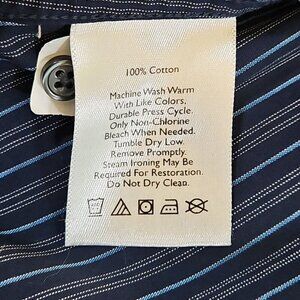 100% Cotton
Machine Wash Warm
With Like Colors,
Durable Press Cycle.
Only Non-Chlorine
Bleach When Needed.
Tumble Dry Low.
Remove Promptly.
Steam Ironing May Be
Required For Restoration.
Do Not Dry Clean.